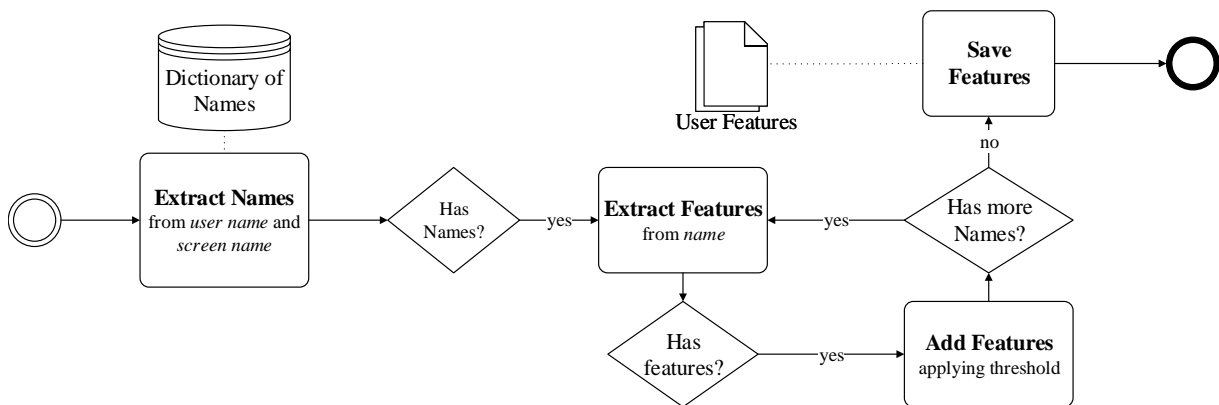 Dictionary of
Names
User Features
Save
Features
no
Extract Names
from user name and
screen name
Has
Names?
yes
Extract Features
from name
yes
Has more
Names?
Has
features?
yes
Add Features
applying threshold